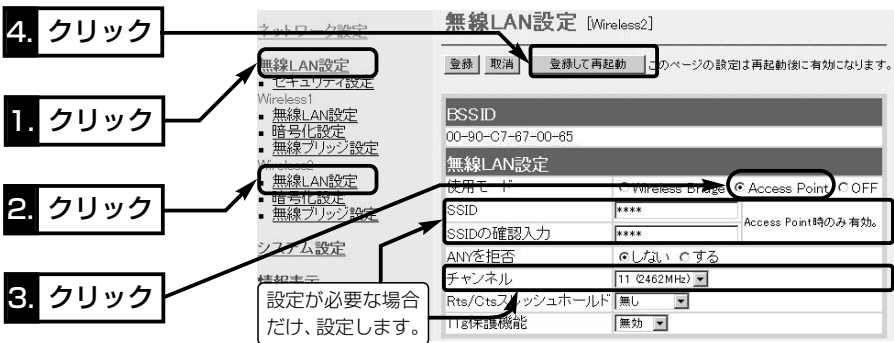 4. クリック
1. クリック
2. クリック
3. クリック
ネットワーク設定
無線LAN設定
▪ セキュリティ設定
Wireless1
▪ 無線LAN設定
▪ 暗号化設定
▪ 無線ブリッジ設定
Wireless2
▪ 無線LAN設定
▪ 暗号化設定
▪ 無線ブリッジ設定
システム設定
情報表示
設定が必要な場合
だけ、設定します。
無線LAN設定 [Wireless2]
登録 取消 登録して再起動 このページの設定は再起動後に有効になります。
BSSID
00-90-C7-67-00-65
無線LAN設定
使用モード Wireless Bridge Access Point OFF
SSID ****
Access Point時のみ有効。
SSIDの確認入力 ****
ANYを拒否 しない する
チャンネル 11 (2462MHz)
Rts/Ctsスレッシュホールド 無し
11g保護機能 無効